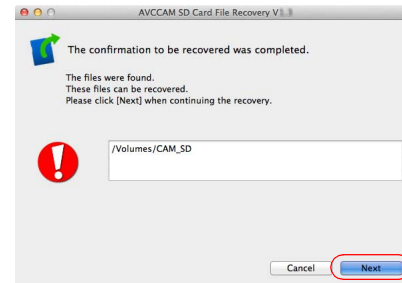 AVCCAM SD Card File Recovery
The confirmation to be recovered was completed.
The files were found.
These files can be recovered.
Please click [Next] when continuing the recovery.
/Volumes/CAM_SD
Cancel
Next